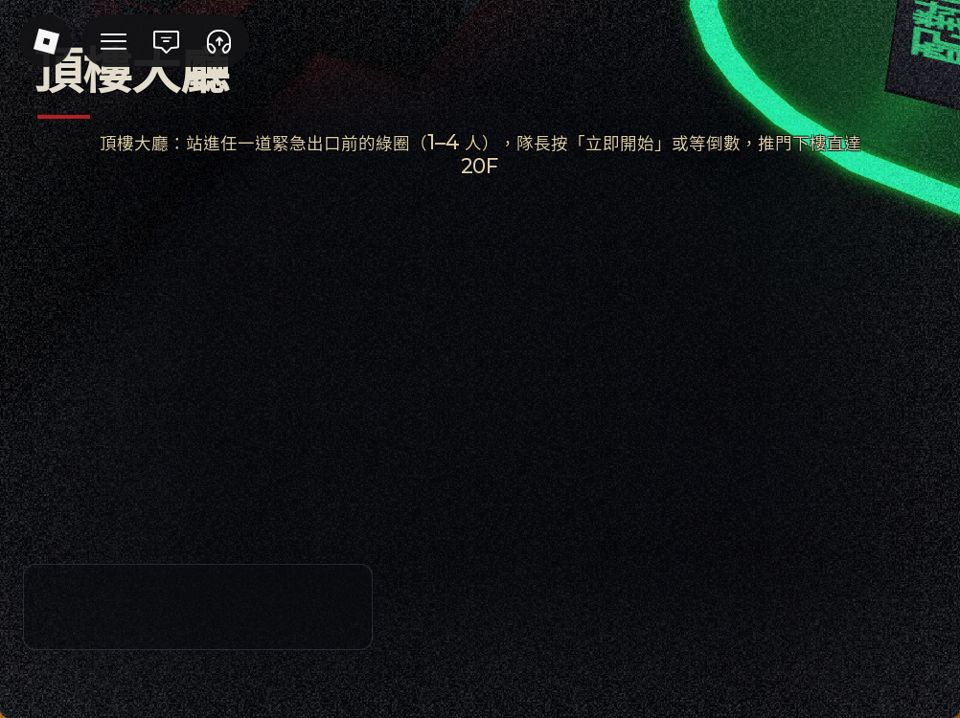 頂樓大廳
頂樓大廳：站進任一道緊急出口前的綠圈（1–4 人），隊長按「立即開始」或等倒數，推門下樓直達
20F